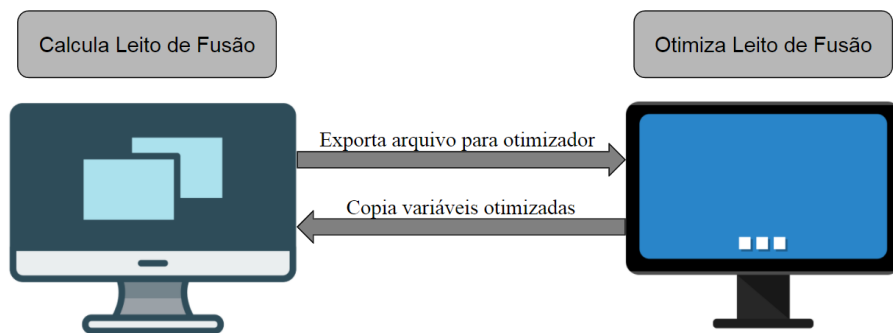 Calcula Leito de Fusão
Otimiza Leito de Fusão
Exporta arquivo para otimizador
Copia variáveis otimizadas